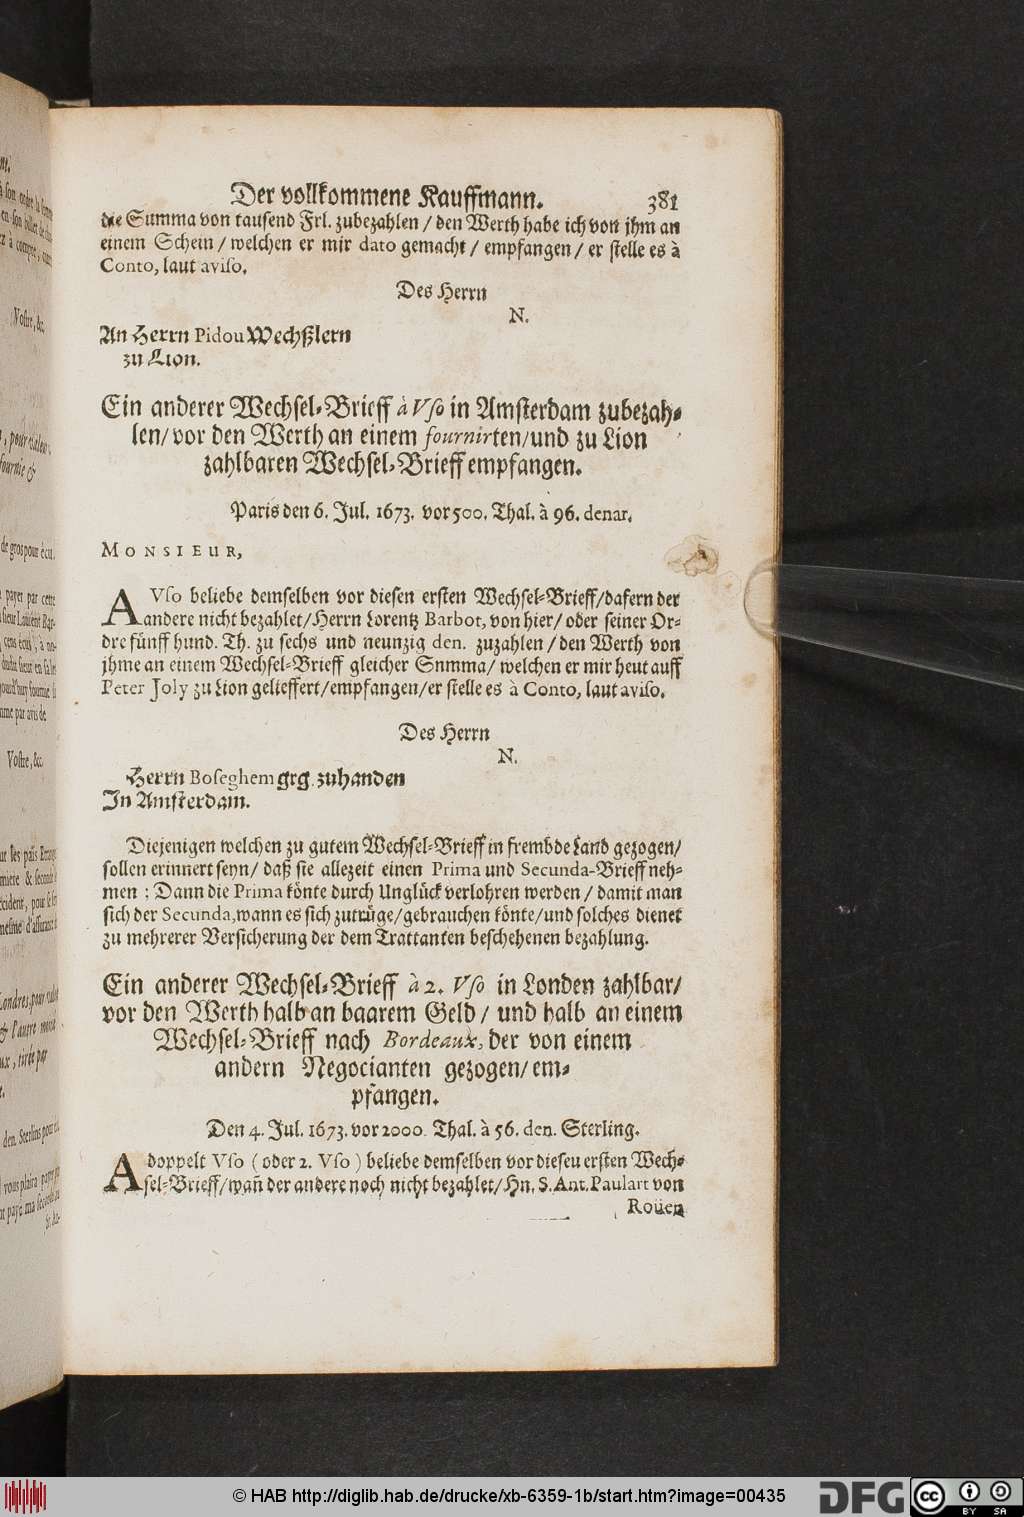 Der vollkommene Kauffmann. 381
die Summa von tausend Frl. zubezahlen / den Werth habe ich von jhm an
einem Schein / welchen er mir dato gemacht / empfangen / er stelle es à
Conto, laut aviso.
Des Herrn
N.
An Herrn Pidou Wechßlern
zu Lion.
Ein anderer Wechsel-Brieff à Vso in Amsterdam zubezah-
len/vor den Werth an einem fournirten/und zu Lion
zahlbaren Wechsel-Brieff empfangen.
Paris den 6. Jul. 1673. vor 500. Thal. à 96. denar.
MONSIEUR,
A Vso beliebe demselben vor diesen ersten Wechsel-Brieff/dafern der
andere nicht bezahlet/Herrn Lorentz Barbot, von hier/ oder seiner Or-
dre fünff hund. Th. zu sechs und neunzig den. zuzahlen / den Werth von
jhme an einem Wechsel-Brieff gleicher Snmma/ welchen er mir heut auff
Peter Joly zu Lion gelieffert/empfangen/er stelle es à Conto, laut aviso.
Des Herrn
N.
Herrn Boseghem grg. zuhanden
In Amsterdam.
Diejenigen welchen zu gutem Wechsel-Brieff in frembde Land gezogen/
sollen erinnert seyn/ daß sie allezeit einen Prima und Secunda-Brieff neh-
men ; Dann die Prima könte durch Unglück verlohren werden / damit man
sich der Secunda, wann es sich zutrüge/gebrauchen könte/und solches dienet
zu mehrerer Versicherung der dem Trattanten beschehenen bezahlung.
Ein anderer Wechsel-Brieff à 2. Vso in Londen zahlbar/
vor den Werth halb an baarem Geld / und halb an einem
Wechsel-Brieff nach Bordeaux, der von einem
andern Negocianten gezogen/ em-
pfangen.
Den 4. Jul. 1673. vor 2000. Thal. à 56. den. Sterling.
A doppelt Vso ( oder 2. Vso ) beliebe demselben vor dieseu ersten Wech-
sel-Brieff/wañ der andere noch nicht bezahlet/Hn. S. Ant. Paulart von
Roüen
© HAB http://diglib.hab.de/drucke/xb-6359-1b/start.htm?image=00435
DFG
cc
BY SA